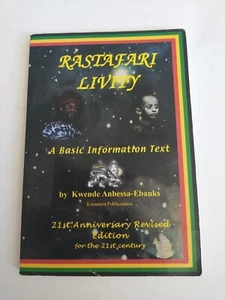 RASTAFARI
LIVITY
A Basic Information Text
by Kwende Anbessa-Ebanks
Kwemara Publications
21st Anniversary Revised
Edition
for the 21st century